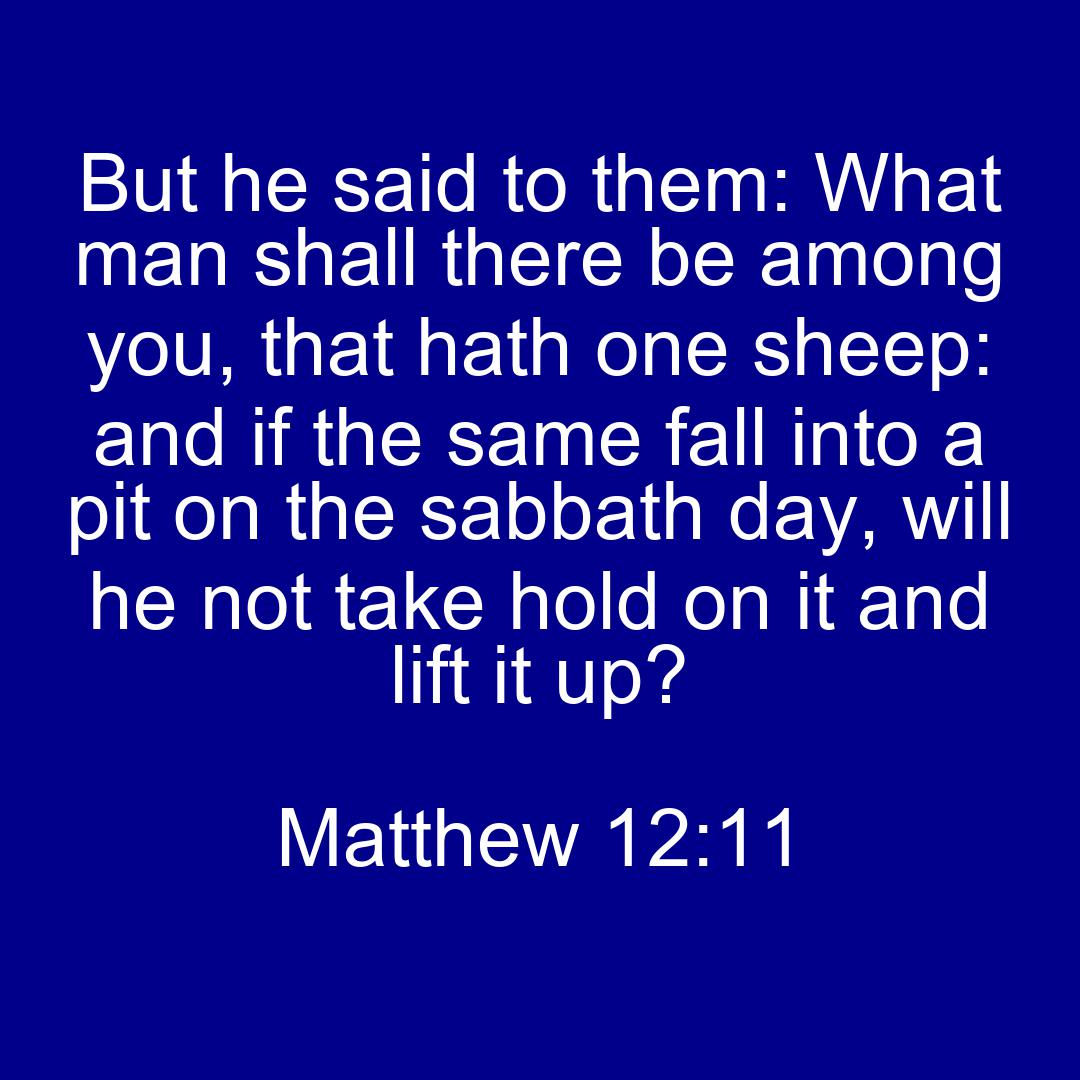 But he said to them: What
man shall there be among
you, that hath one sheep:
and if the same fall into a
pit on the sabbath day, will
he not take hold on it and
lift it up?
Matthew 12:11